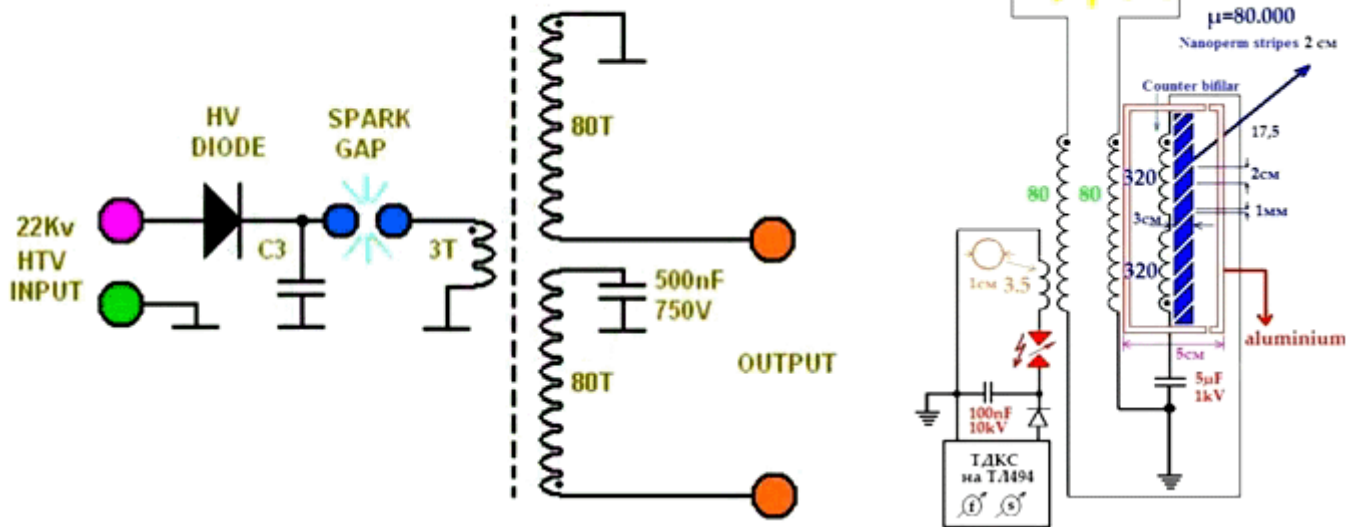 HV
DIODE
SPARK
GAP
22Kv
HTV
INPUT
C3
3T
80T
500nF
750V
80T
OUTPUT
μ=80.000
Nanoperm stripes 2 см
Counter bifilar
17,5
320
2см
80
80
3см
1мм
320
1см
3.5
aluminium
5см
5μF
1kV
100nF
10kV
ТДКС
на ТЛ494
f
s